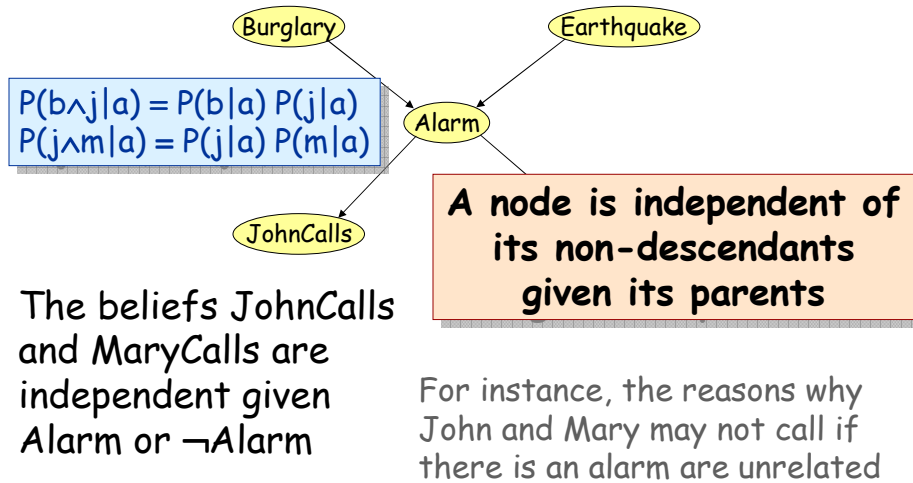 Burglary
Earthquake
P(b∧j|a) = P(b|a) P(j|a)
P(j∧m|a) = P(j|a) P(m|a)
Alarm
JohnCalls
A node is independent of
its non-descendants
given its parents
The beliefs JohnCalls
and MaryCalls are
independent given
Alarm or ¬Alarm
For instance, the reasons why
John and Mary may not call if
there is an alarm are unrelated